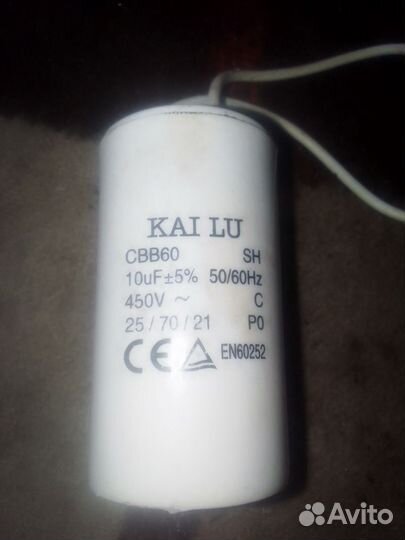 KAI LU
CBB60 SH
10uF±5% 50/60Hz
450V ~ C
25 / 70 / 21 P0
CE EN60252
Avito